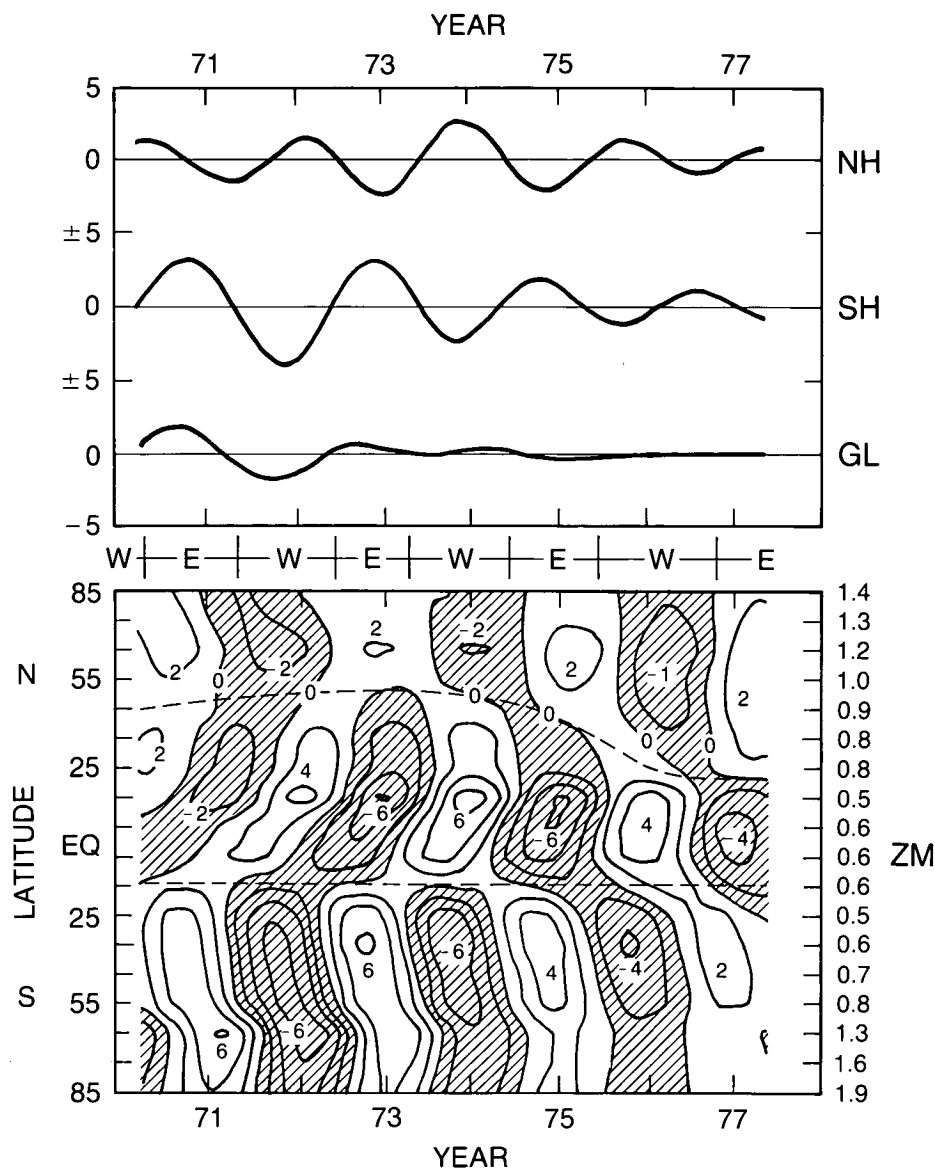 YEAR
71 73 75 77
5
0 NH
±5
0 SH
±5
0 GL
−5
W E W E W E W E
85 1.4
1.3
2 −2 2 −2 2 −1 1.2
N 55 1.0
0 0 0 0 0 0 2 0.9
2 0.8
25 4 0.8
−2 −6 6 −6 4 −4 0.5
0.6
LATITUDE EQ 0.6 ZM
0.6
25 0.5
6 −6 4 −4 2 0.6
0.7
S 55 0.8
6 −6 1.3
1.6
85 1.9
71 73 75 77
YEAR